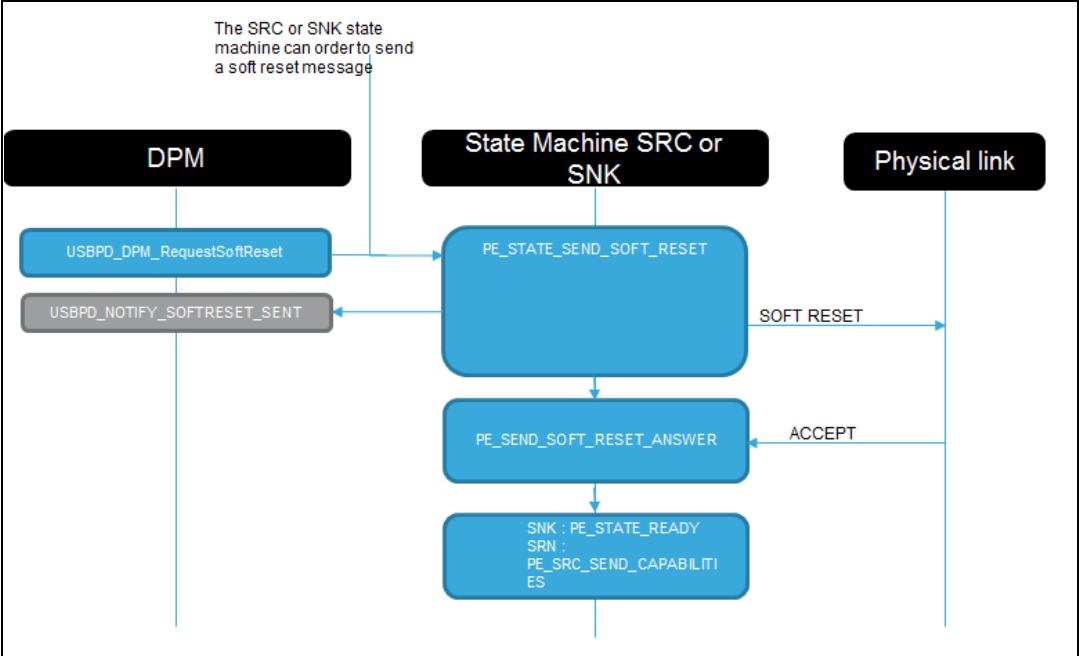 The SRC or SNK state
machine can order to send
a soft reset message
DPM
State Machine SRC or
SNK
Physical link
USBPD_DPM_RequestSoftReset
PE_STATE_SEND_SOFT_RESET
USBPD_NOTIFY_SOFTRESET_SENT
SOFT RESET
PE_SEND_SOFT_RESET_ANSWER
ACCEPT
SNK : PE_STATE_READY
SRN :
PE_SRC_SEND_CAPABILITI
ES